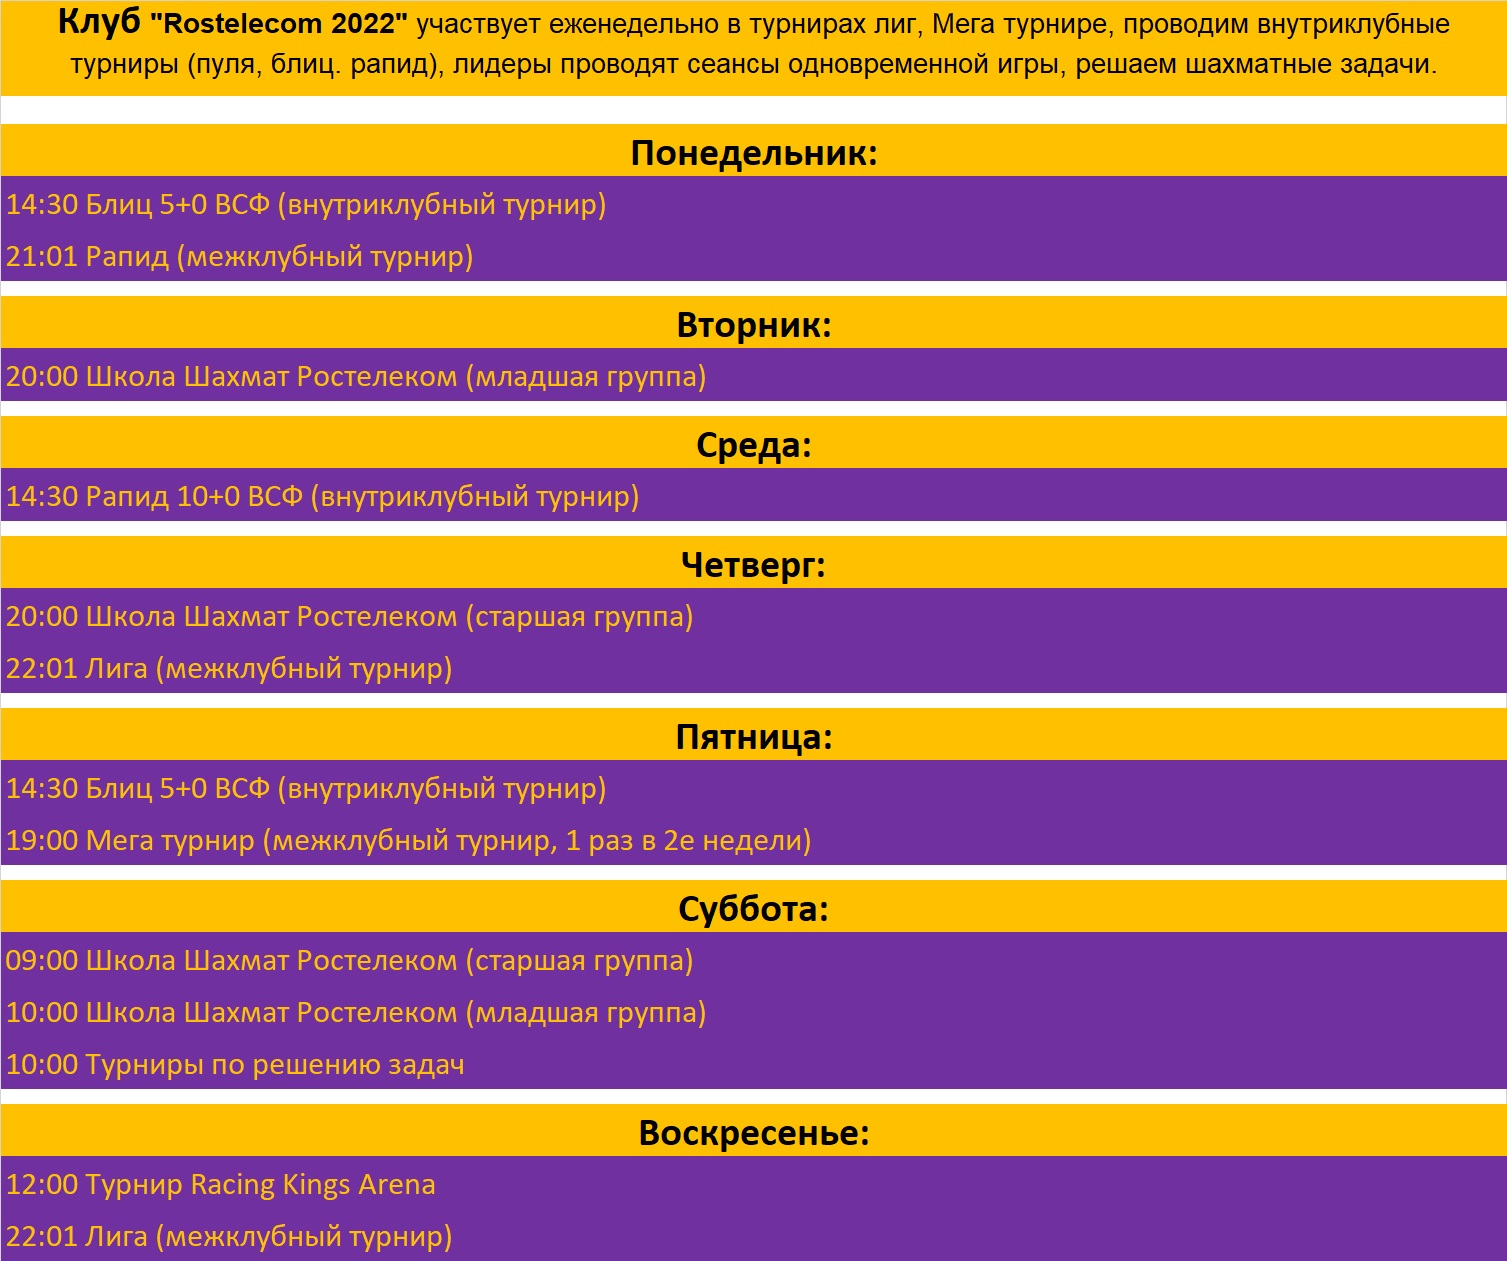 Клуб "Rostelecom 2022" участвует еженедельно в турнирах лиг, Мега турнире, проводим внутриклубные
турниры (пуля, блиц. рапид), лидеры проводят сеансы одновременной игры, решаем шахматные задачи.
Понедельник:
14:30 Блиц 5+0 ВСФ (внутриклубный турнир)
21:01 Рапид (межклубный турнир)
Вторник:
20:00 Школа Шахмат Ростелеком (младшая группа)
Среда:
14:30 Рапид 10+0 ВСФ (внутриклубный турнир)
Четверг:
20:00 Школа Шахмат Ростелеком (старшая группа)
22:01 Лига (межклубный турнир)
Пятница:
14:30 Блиц 5+0 ВСФ (внутриклубный турнир)
19:00 Мега турнир (межклубный турнир, 1 раз в 2е недели)
Суббота:
09:00 Школа Шахмат Ростелеком (старшая группа)
10:00 Школа Шахмат Ростелеком (младшая группа)
10:00 Турниры по решению задач
Воскресенье:
12:00 Турнир Racing Kings Arena
22:01 Лига (межклубный турнир)